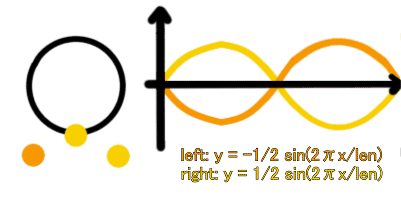 left: y = -1/2 sin(2πx/len)
right: y = 1/2 sin(2πx/len)